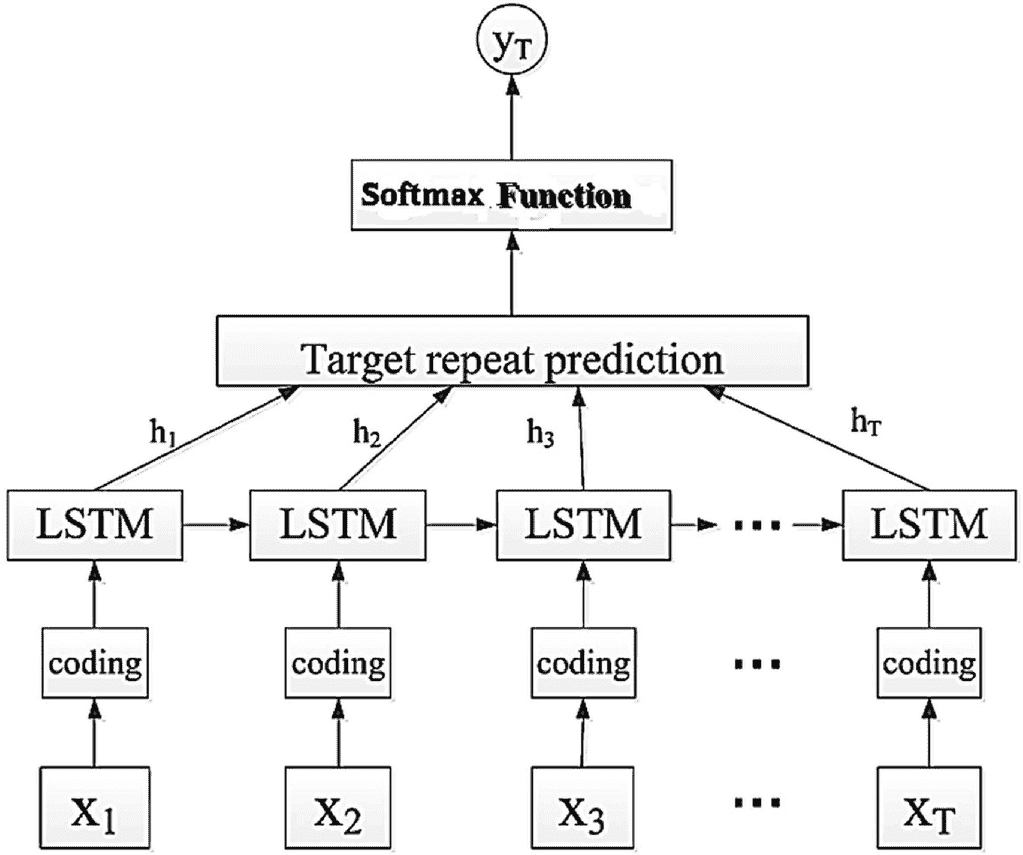 yT
Softmax Function
Target repeat prediction
h1 h2 h3 hT
LSTM LSTM LSTM ... LSTM
coding coding coding ... coding
X1 X2 X3 ... XT